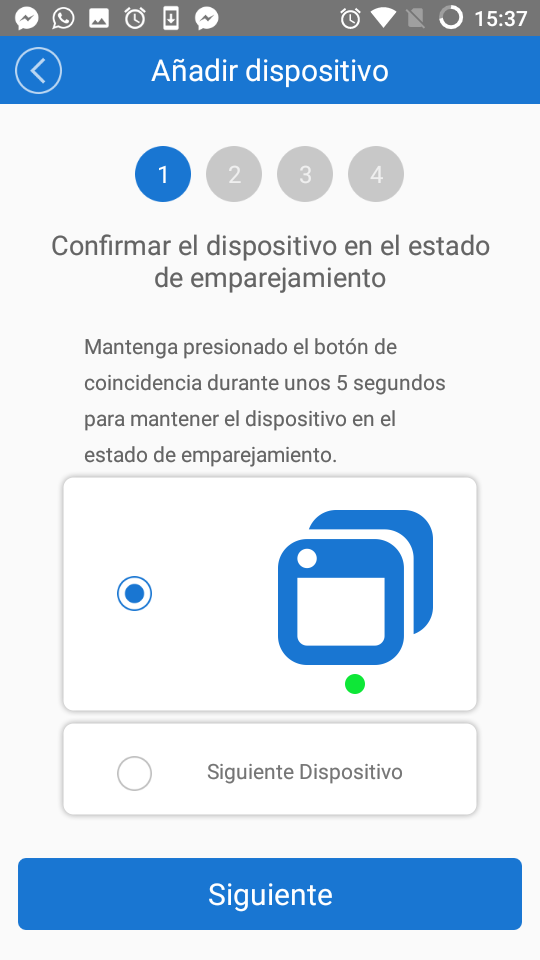 15:37
Añadir dispositivo
1 2 3 4
Confirmar el dispositivo en el estado
de emparejamiento
Mantenga presionado el botón de
coincidencia durante unos 5 segundos
para mantener el dispositivo en el
estado de emparejamiento.
Siguiente Dispositivo
Siguiente